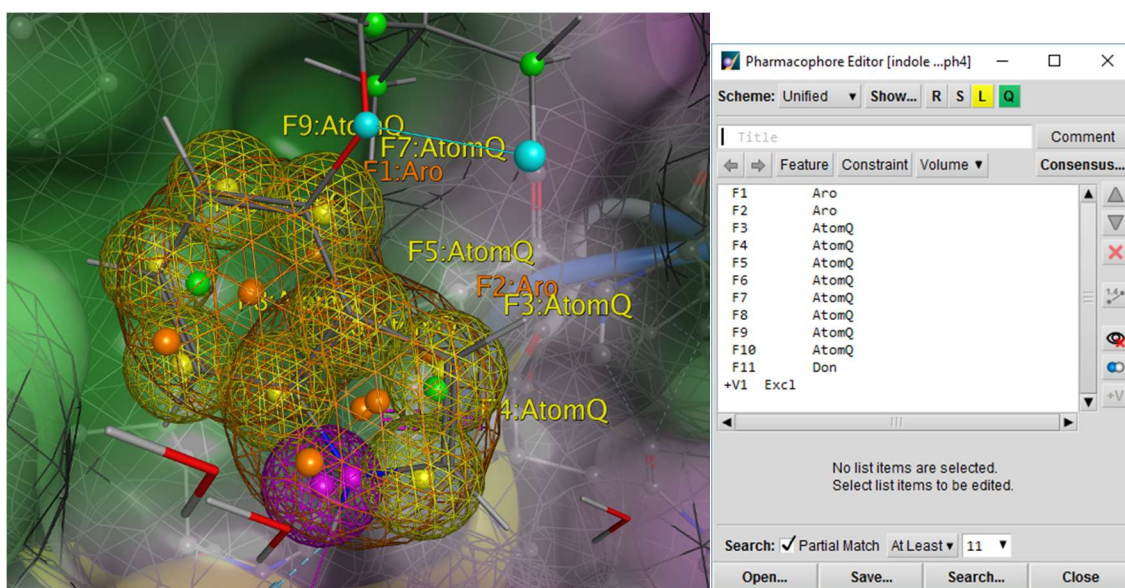 F9:AtomQ
F7:AtomQ
F1:Aro
F5:AtomQ
F2:Aro
F3:AtomQ
F4:AtomQ
Pharmacophore Editor [indole ...ph4]
Scheme: Unified Show... R S L Q
Title Comment
Feature Constraint Volume Consensus...
F1 Aro
F2 Aro
F3 AtomQ
F4 AtomQ
F5 AtomQ
F6 AtomQ
F7 AtomQ
F8 AtomQ
F9 AtomQ
F10 AtomQ
F11 Don
+V1 Excl
1.4
+V
No list items are selected.
Select list items to be edited.
Search: Partial Match At Least 11
Open... Save... Search... Close